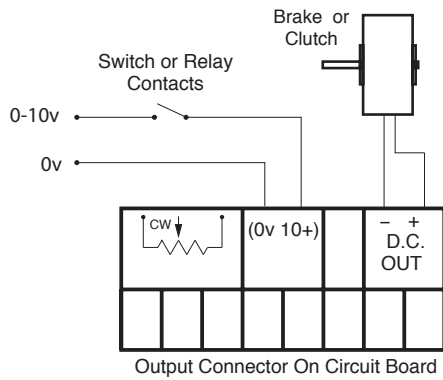 Brake or
Clutch
Switch or Relay
Contacts
0-10v
0v
CW
(0v 10+)
– +
D.C.
OUT
Output Connector On Circuit Board